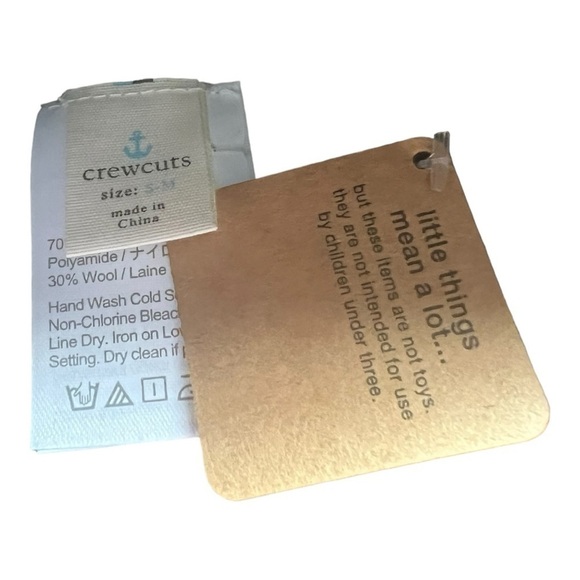 crewcuts
size: S-M
made in
China
70
Polyamide / ナイロ
30% Wool / Laine
Hand Wash Cold S
Non-Chlorine Bleac
Line Dry. Iron on Lo
Setting. Dry clean if
little things
mean a lot...
but these items are not toys.
they are not intended for use
by children under three.